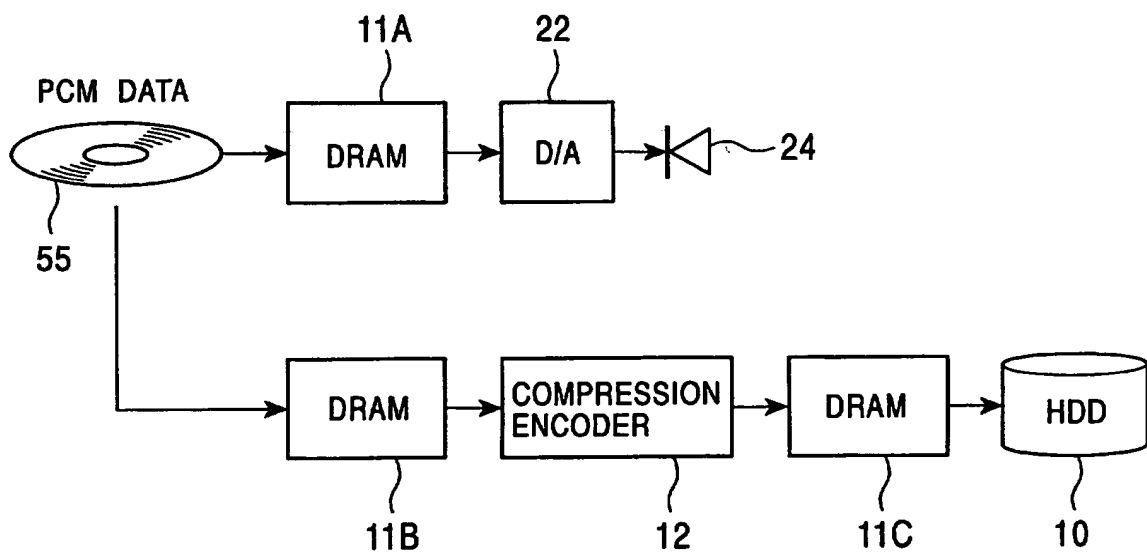 11A
22
PCM DATA
DRAM
D/A
24
55
DRAM
COMPRESSION
ENCODER
DRAM
HDD
11B
12
11C
10